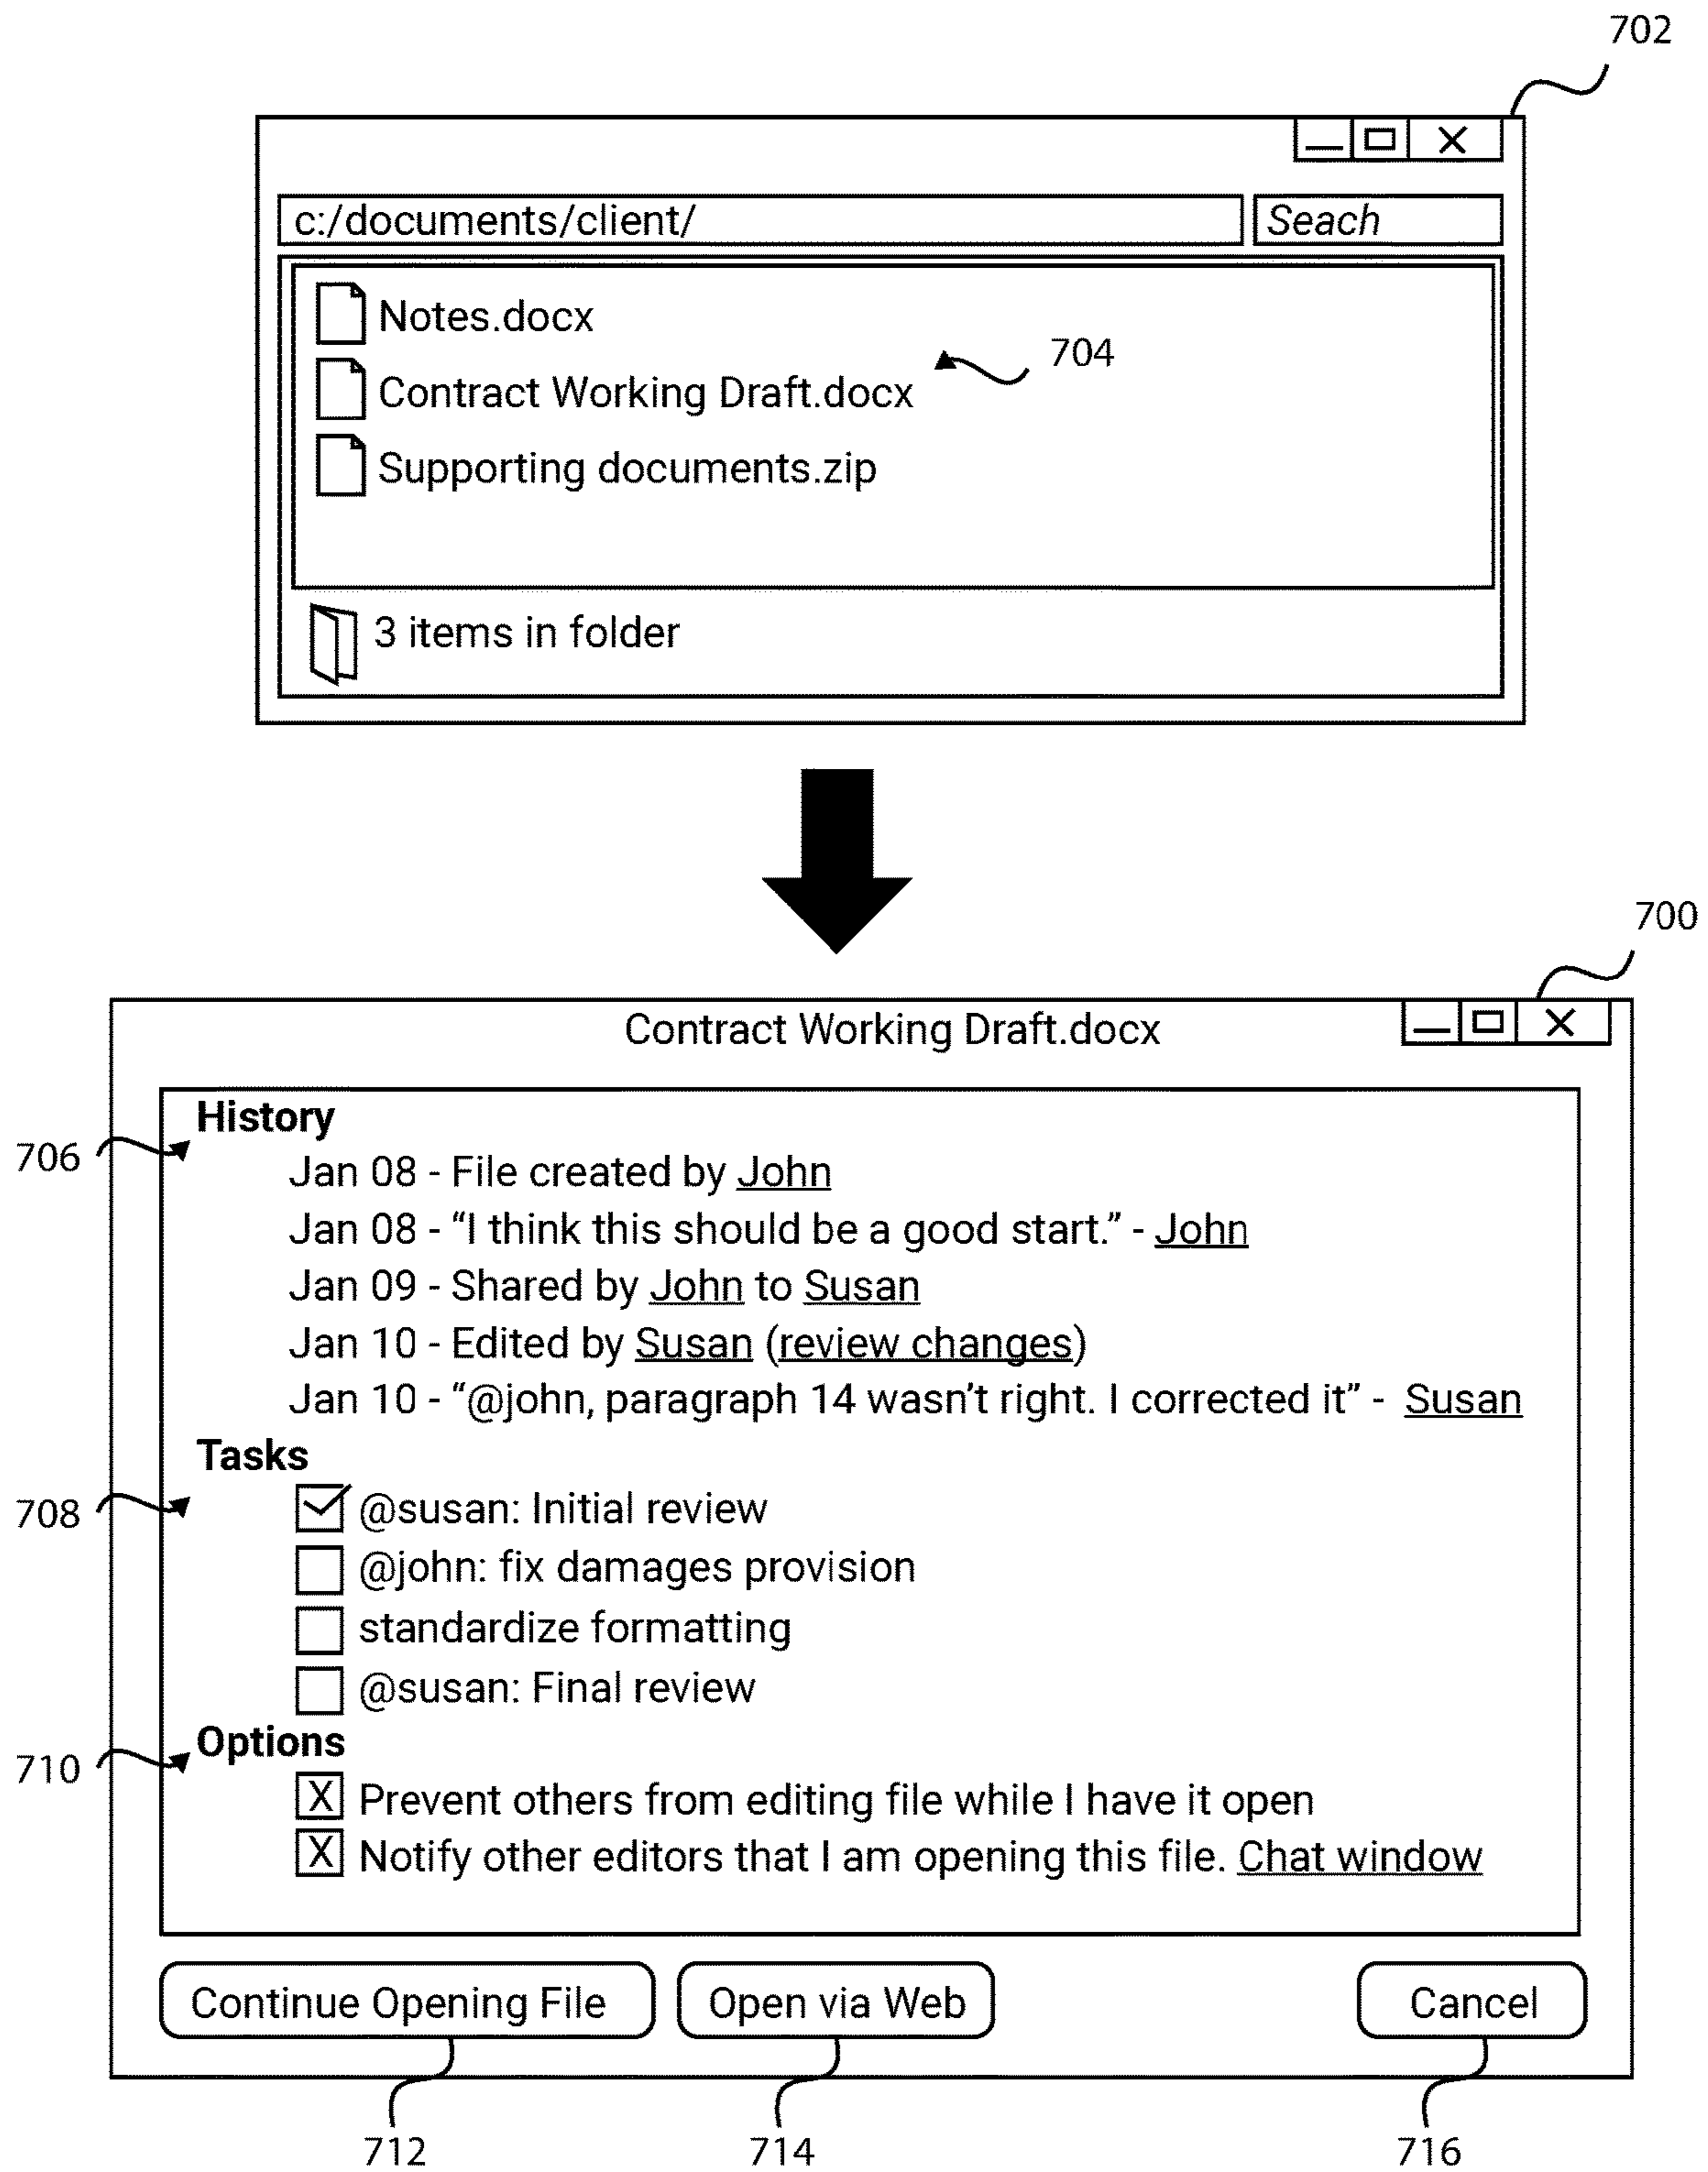 702
c:/documents/client/ Seach
Notes.docx
704
Contract Working Draft.docx
Supporting documents.zip
3 items in folder
700
Contract Working Draft.docx
History
706
Jan 08 - File created by John
Jan 08 - “I think this should be a good start.” - John
Jan 09 - Shared by John to Susan
Jan 10 - Edited by Susan (review changes)
Jan 10 - “@john, paragraph 14 wasn’t right. I corrected it” - Susan
Tasks
708
@susan: Initial review
@john: fix damages provision
standardize formatting
@susan: Final review
Options
710
X Prevent others from editing file while I have it open
X Notify other editors that I am opening this file. Chat window
Continue Opening File Open via Web Cancel
712 714 716